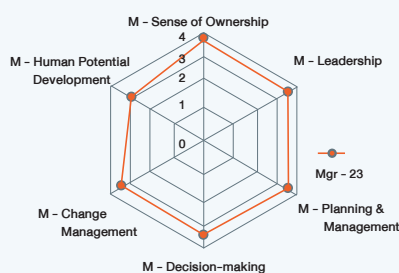 M – Sense of Ownership
4
M – Human Potential
Development
3
2
1
0
M – Leadership
Mgr – 23
M – Change
Management
M – Planning &
Management
M – Decision-making